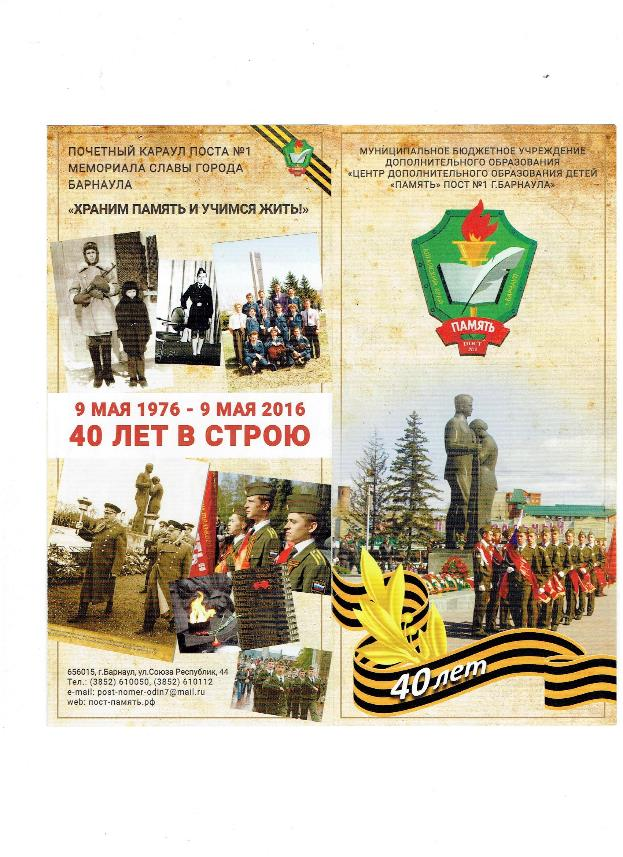 ПОЧЕТНЫЙ КАРАУЛ ПОСТА №1
МЕМОРИАЛА СЛАВЫ ГОРОДА
БАРНАУЛА
«ХРАНИМ ПАМЯТЬ И УЧИМСЯ ЖИТЬ!»
9 МАЯ 1976 - 9 МАЯ 2016
40 ЛЕТ В СТРОЮ
656015, г.Барнаул, ул.Союза Республик, 44
Тел.: (3852) 610050, (3852) 610112
e-mail: post-nomer-odin7@mail.ru
web: пост-память.рф
МУНИЦИПАЛЬНОЕ БЮДЖЕТНОЕ УЧРЕЖДЕНИЕ
ДОПОЛНИТЕЛЬНОГО ОБРАЗОВАНИЯ
«ЦЕНТР ДОПОЛНИТЕЛЬНОГО ОБРАЗОВАНИЯ ДЕТЕЙ
«ПАМЯТЬ» ПОСТ №1 Г.БАРНАУЛА»
ПАМЯТЬ
ПОСТ
40 лет